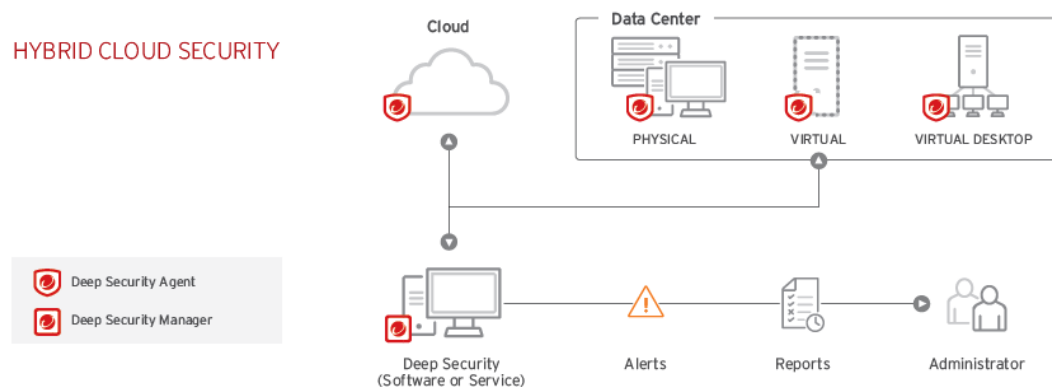 HYBRID CLOUD SECURITY
Cloud
Data Center
PHYSICAL
VIRTUAL
VIRTUAL DESKTOP
Deep Security Agent
Deep Security Manager
Deep Security
(Software or Service)
Alerts
Reports
Administrator